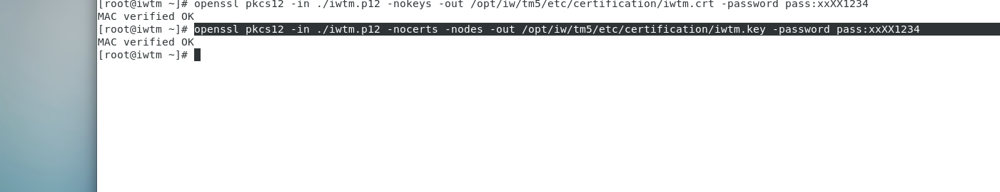 [root@iwtm ~]# openssl pkcs12 -in ./iwtm.p12 -nokeys -out /opt/iw/tm5/etc/certification/iwtm.crt -password pass:xxXX1234
MAC verified OK
[root@iwtm ~]# openssl pkcs12 -in ./iwtm.p12 -nocerts -nodes -out /opt/iw/tm5/etc/certification/iwtm.key -password pass:xxXX1234
MAC verified OK
[root@iwtm ~]#